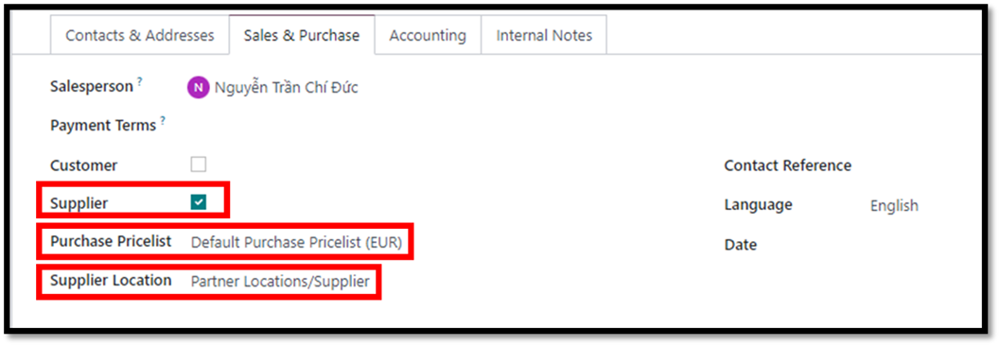 Contacts & Addresses
Sales & Purchase
Accounting
Internal Notes
Salesperson ?
N Nguyễn Trần Chí Đức
Payment Terms ?
Customer
Supplier
Purchase Pricelist
Default Purchase Pricelist (EUR)
Supplier Location
Partner Locations/Supplier
Contact Reference
Language
English
Date